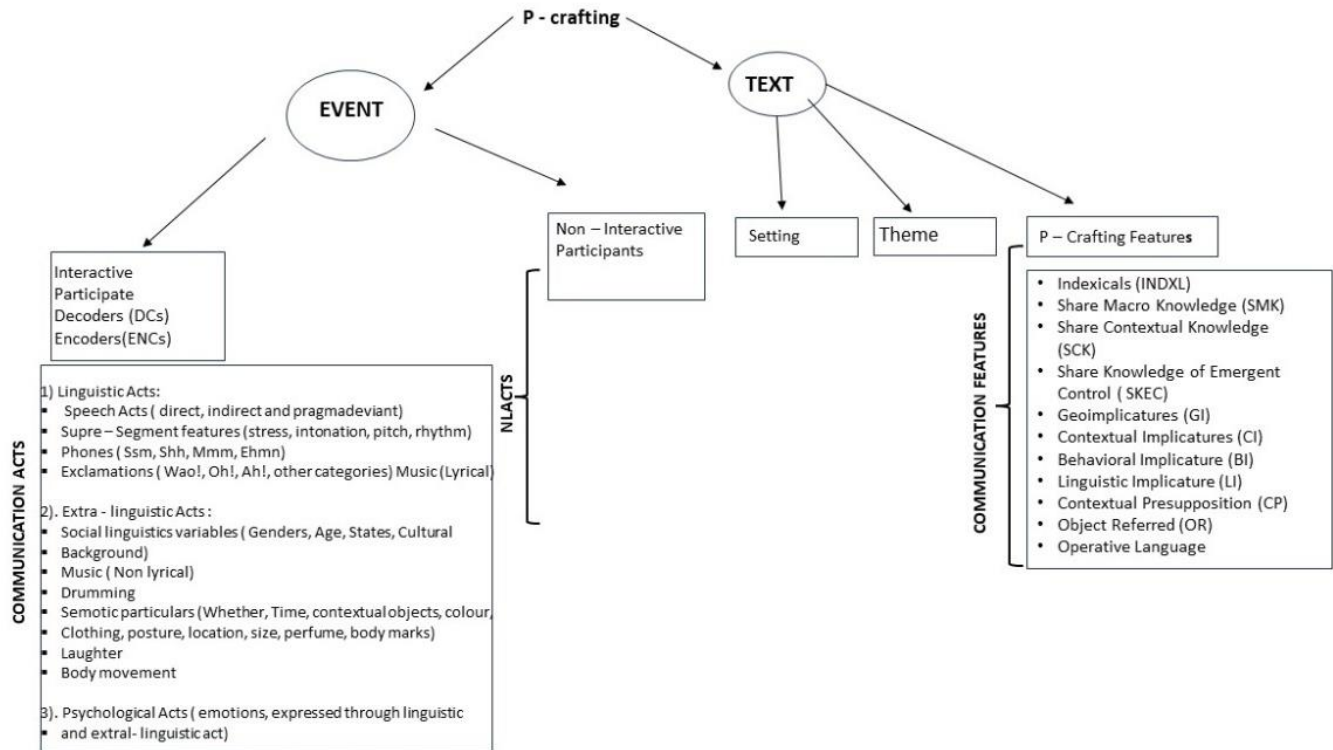 P - crafting
EVENT
TEXT
Interactive
Participate
Decoders (DCs)
Encoders(ENCs)
Non – Interactive
Participants
Setting
Theme
P – Crafting Features
COMMUNICATION ACTS
1) Linguistic Acts:
▪ Speech Acts ( direct, indirect and pragmadeviant)
▪ Supre – Segment features (stress, intonation, pitch, rhythm)
▪ Phones ( Ssm, Shh, Mmm, Ehmn)
▪ Exclamations ( Wao!, Oh!, Ah!, other categories) Music (Lyrical)
2). Extra - linguistic Acts :
▪ Social linguistics variables ( Genders, Age, States, Cultural
▪ Background)
▪ Music ( Non lyrical)
▪ Drumming
▪ Semotic particulars (Whether, Time, contextual objects, colour,
▪ Clothing, posture, location, size, perfume, body marks)
▪ Laughter
▪ Body movement
3). Psychological Acts ( emotions, expressed through linguistic
▪ and extral- linguistic act)
NLACTS
COMMUNICATION FEATURES
• Indexicals (INDXL)
• Share Macro Knowledge (SMK)
• Share Contextual Knowledge
(SCK)
• Share Knowledge of Emergent
Control ( SKEC)
• Geoimplicatures (GI)
• Contextual Implicatures (CI)
• Behavioral Implicature (BI)
• Linguistic Implicature (LI)
• Contextual Presupposition (CP)
• Object Referred (OR)
• Operative Language